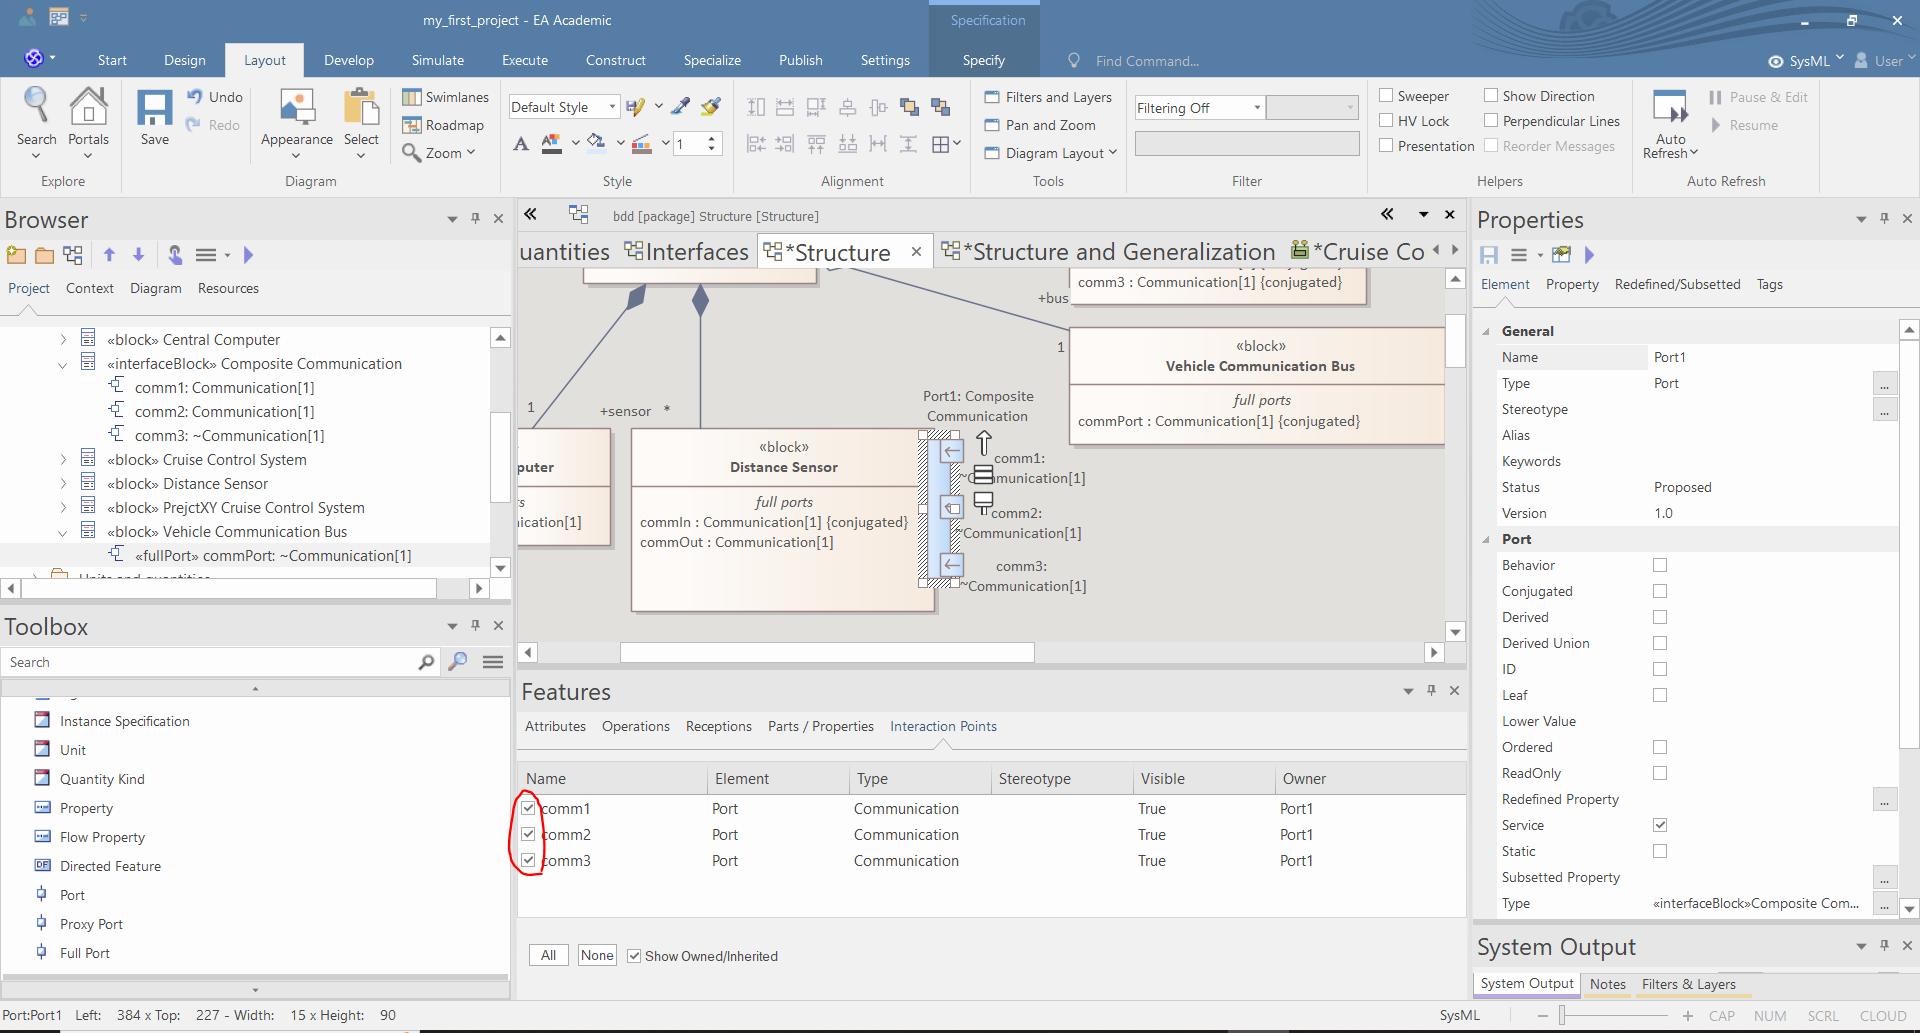 my_first_project - EA Academic
Specification
Start
Design
Layout
Develop
Simulate
Execute
Construct
Specialize
Publish
Settings
Specify
Find Command...
SysML
User
Search
Portals
Explore
Save
Undo
Redo
Appearance
Select
Swimlanes
Roadmap
Zoom
Diagram
Default Style
1
Style
Alignment
Filters and Layers
Pan and Zoom
Diagram Layout
Tools
Filtering Off
Filter
Sweeper
HV Lock
Presentation
Show Direction
Perpendicular Lines
Reorder Messages
Helpers
Auto
Refresh
Pause & Edit
Resume
Auto Refresh
Browser
Project
Context
Diagram
Resources
«block» Central Computer
«interfaceBlock» Composite Communication
comm1: Communication[1]
comm2: Communication[1]
comm3: ~Communication[1]
«block» Cruise Control System
«block» Distance Sensor
«block» PrejctXY Cruise Control System
«block» Vehicle Communication Bus
«fullPort» commPort: ~Communication[1]
Toolbox
Search
Instance Specification
Unit
Quantity Kind
Property
Flow Property
DF Directed Feature
Port
Proxy Port
Full Port
bdd [package] Structure [Structure]
uantities
Interfaces
*Structure
*Structure and Generalization
*Cruise Co
comm3 : Communication[1] {conjugated}
+bus
1
«block»
Vehicle Communication Bus
full ports
commPort : Communication[1] {conjugated}
1
+sensor *
puter
ication[1]
«block»
Distance Sensor
full ports
commIn : Communication[1] {conjugated}
commOut : Communication[1]
Port1: Composite
Communication
comm1:
munication[1]
comm2:
~Communication[1]
comm3:
~Communication[1]
Features
Attributes
Operations
Receptions
Parts / Properties
Interaction Points
Name Element Type Stereotype Visible Owner
comm1 Port Communication True Port1
comm2 Port Communication True Port1
comm3 Port Communication True Port1
All
None
Show Owned/Inherited
Properties
Element
Property
Redefined/Subsetted
Tags
General
Name Port1
Type Port ...
Stereotype ...
Alias
Keywords
Status Proposed
Version 1.0
Port
Behavior
Conjugated
Derived
Derived Union
ID
Leaf
Lower Value
Ordered
ReadOnly
Redefined Property ...
Service
Static
Subsetted Property ...
Type «interfaceBlock»Composite Com... ...
System Output
System Output
Notes
Filters & Layers
Port:Port1 Left: 384 x Top: 227 - Width: 15 x Height: 90
SysML
CAP NUM SCRL CLOUD